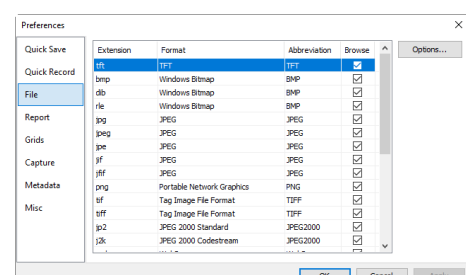 Preferences
Quick Save
Quick Record
File
Report
Grids
Capture
Metadata
Misc
Extension Format Abbreviation Browse
tft TFT TFT
bmp Windows Bitmap BMP
dib Windows Bitmap BMP
rle Windows Bitmap BMP
jpg JPEG JPEG
jpeg JPEG JPEG
jpe JPEG JPEG
jif JPEG JPEG
jfif JPEG JPEG
png Portable Network Graphics PNG
tif Tag Image File Format TIFF
tiff Tag Image File Format TIFF
jp2 JPEG 2000 Standard JPEG2000
j2k JPEG 2000 Codestream JPEG2000
Options...
OK Cancel Apply